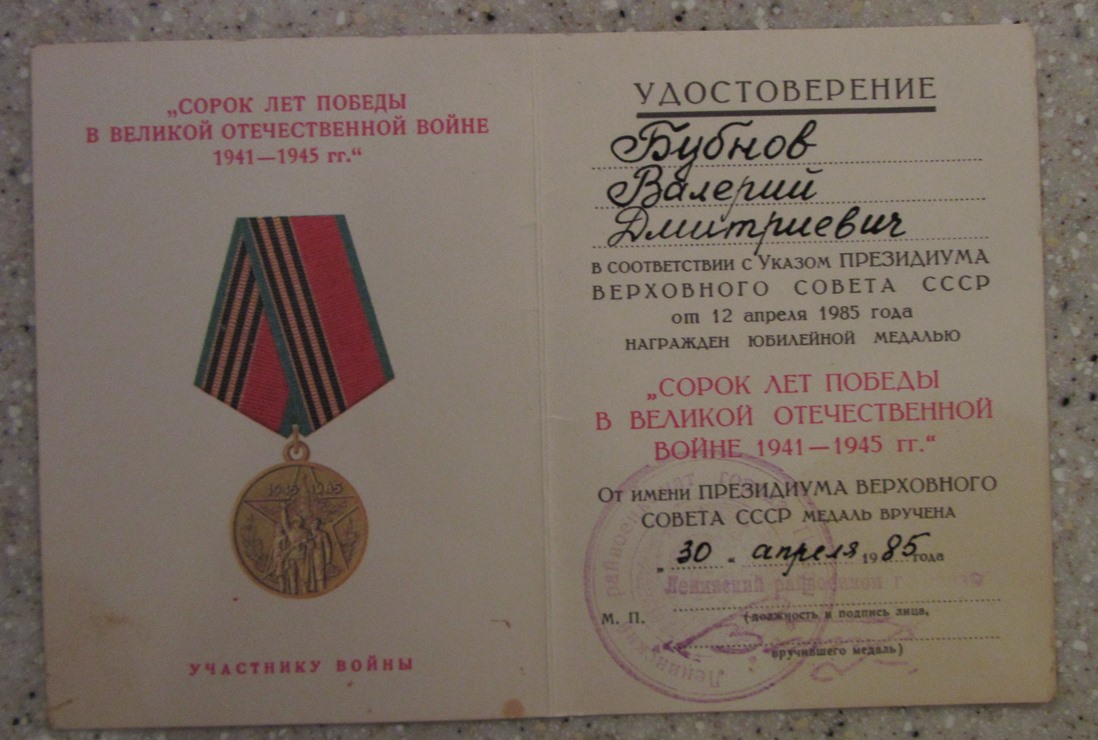 „СОРОК ЛЕТ ПОБЕДЫ
В ВЕЛИКОЙ ОТЕЧЕСТВЕННОЙ ВОЙНЕ
1941—1945 гг.“
1945 1985
УЧАСТНИКУ ВОЙНЫ
УДОСТОВЕРЕНИЕ
Бубнов
Валерий
Дмитриевич
В СООТВЕТСТВИИ С УКАЗОМ ПРЕЗИДИУМА
ВЕРХОВНОГО СОВЕТА СССР
от 12 апреля 1985 года
НАГРАЖДЕН ЮБИЛЕЙНОЙ МЕДАЛЬЮ
„СОРОК ЛЕТ ПОБЕДЫ
В ВЕЛИКОЙ ОТЕЧЕСТВЕННОЙ
ВОЙНЕ 1941—1945 гг.“
ОТ ИМЕНИ ПРЕЗИДИУМА ВЕРХОВНОГО
СОВЕТА СССР МЕДАЛЬ ВРУЧЕНА
„30“ апреля 1985 года
Ленинский
М. П.
(должность и подпись лица,
вручившего медаль)